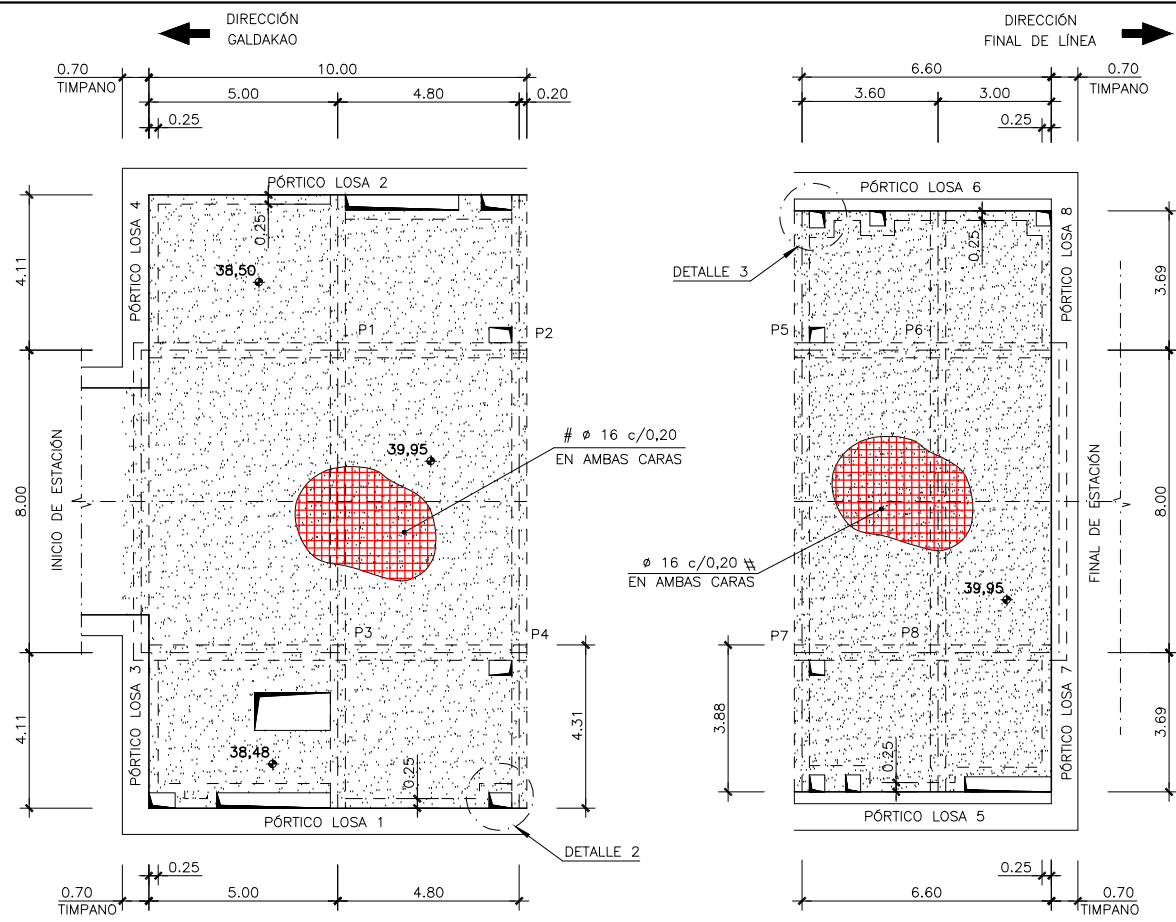 DIRECCIÓN
GALDAKAO
DIRECCIÓN
FINAL DE LÍNEA
0.70
TIMPANO
10.00
5.00
4.80
0.20
0.25
6.60
3.60
3.00
0.70
TIMPANO
0.25
PÓRTICO LOSA 2
PÓRTICO LOSA 6
PÓRTICO LOSA 4
PÓRTICO LOSA 8
0.25
0.25
4.11
38,50
DETALLE 3
3.69
P1
P2
P5
P6
INICIO DE ESTACIÓN
8.00
39,95
# ø 16 c/0,20
EN AMBAS CARAS
ø 16 c/0,20 #
EN AMBAS CARAS
39,95
FINAL DE ESTACIÓN
8.00
P3
P4
P7
P8
PÓRTICO LOSA 3
4.11
38,48
0.25
4.31
3.88
0.25
PÓRTICO LOSA 7
3.69
PÓRTICO LOSA 1
PÓRTICO LOSA 5
DETALLE 2
0.70
TIMPANO
0.25
5.00
4.80
0.25
6.60
0.70
TIMPANO